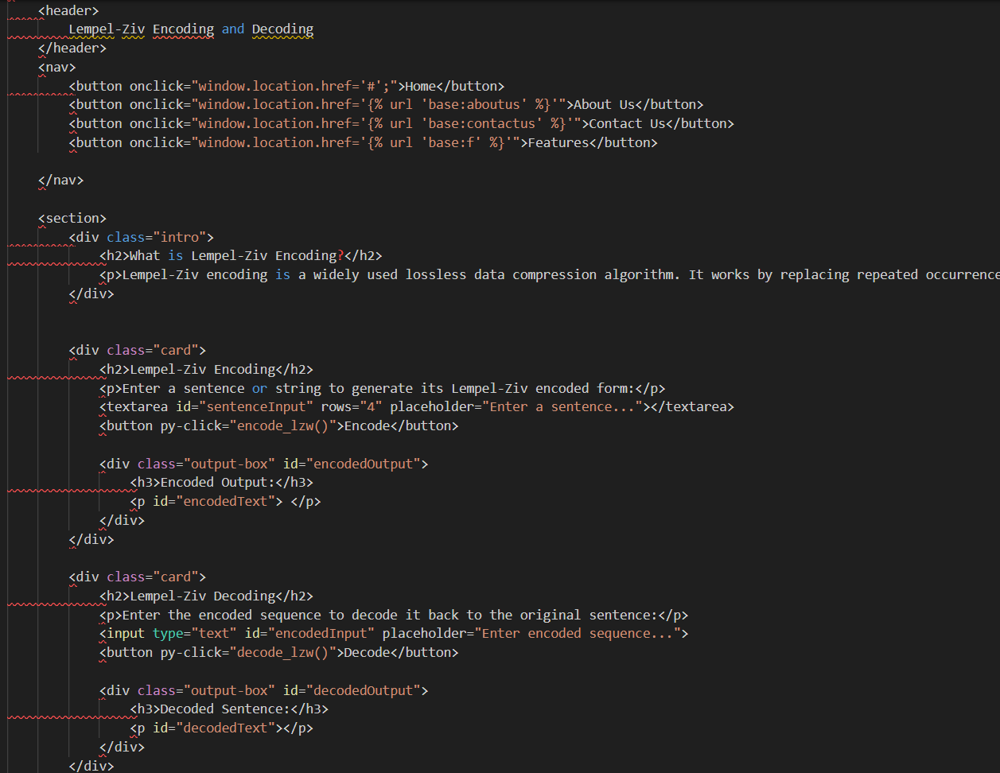 <header>
Lempel-Ziv Encoding and Decoding
</header>
<nav>
<button onclick="window.location.href='#';">Home</button>
<button onclick="window.location.href='{% url 'base:aboutus' %}'">About Us</button>
<button onclick="window.location.href='{% url 'base:contactus' %}'">Contact Us</button>
<button onclick="window.location.href='{% url 'base:f' %}'">Features</button>
</nav>
<section>
<div class="intro">
<h2>What is Lempel-Ziv Encoding?</h2>
<p>Lempel-Ziv encoding is a widely used lossless data compression algorithm. It works by replacing repeated occurrence
</div>
<div class="card">
<h2>Lempel-Ziv Encoding</h2>
<p>Enter a sentence or string to generate its Lempel-Ziv encoded form:</p>
<textarea id="sentenceInput" rows="4" placeholder="Enter a sentence..."></textarea>
<button py-click="encode_lzw()">Encode</button>
<div class="output-box" id="encodedOutput">
<h3>Encoded Output:</h3>
<p id="encodedText"> </p>
</div>
</div>
<div class="card">
<h2>Lempel-Ziv Decoding</h2>
<p>Enter the encoded sequence to decode it back to the original sentence:</p>
<input type="text" id="encodedInput" placeholder="Enter encoded sequence...">
<button py-click="decode_lzw()">Decode</button>
<div class="output-box" id="decodedOutput">
<h3>Decoded Sentence:</h3>
<p id="decodedText"></p>
</div>
</div>